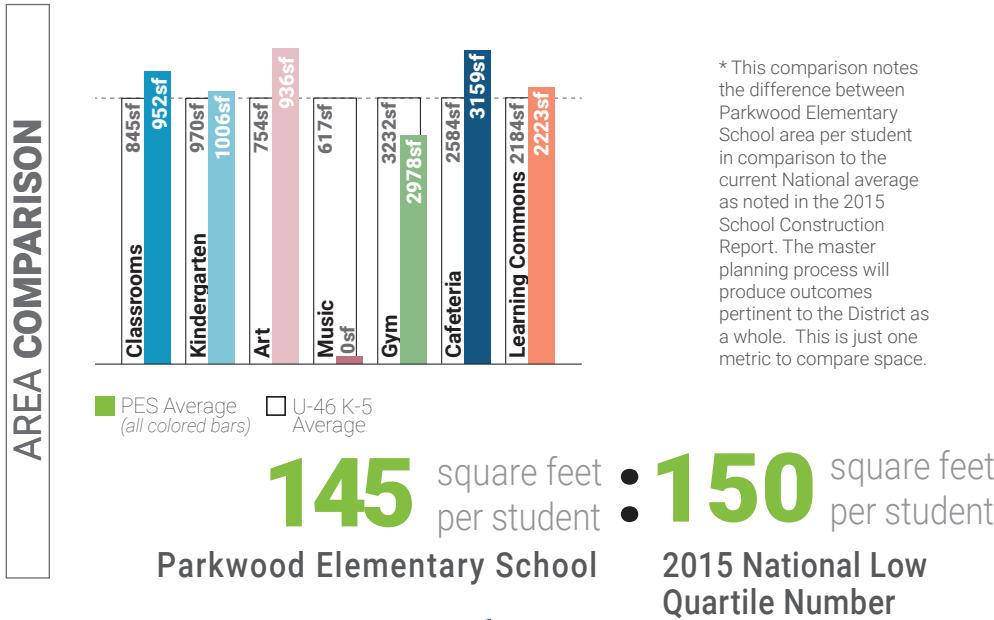 AREA COMPARISON
845sf
952sf
Classrooms
970sf
1006sf
Kindergarten
754sf
936sf
Art
617sf
0sf
Music
3232sf
2978sf
Gym
2584sf
3159sf
Cafeteria
2184sf
2223sf
Learning Commons
PES Average
(all colored bars)
U-46 K-5
Average
* This comparison notes
the difference between
Parkwood Elementary
School area per student
in comparison to the
current National average
as noted in the 2015
School Construction
Report. The master
planning process will
produce outcomes
pertinent to the District as
a whole. This is just one
metric to compare space.
145 square feet
per student
:
150 square feet
per student
Parkwood Elementary School
2015 National Low
Quartile Number